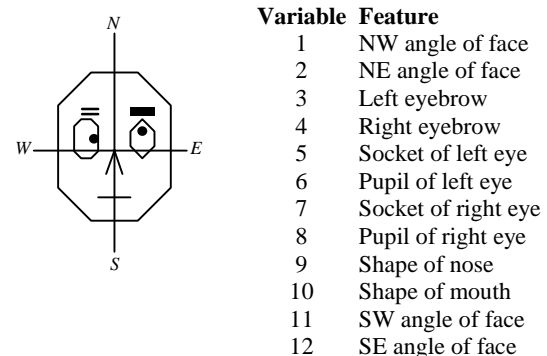 N
W
E
S
Variable Feature
1 NW angle of face
2 NE angle of face
3 Left eyebrow
4 Right eyebrow
5 Socket of left eye
6 Pupil of left eye
7 Socket of right eye
8 Pupil of right eye
9 Shape of nose
10 Shape of mouth
11 SW angle of face
12 SE angle of face